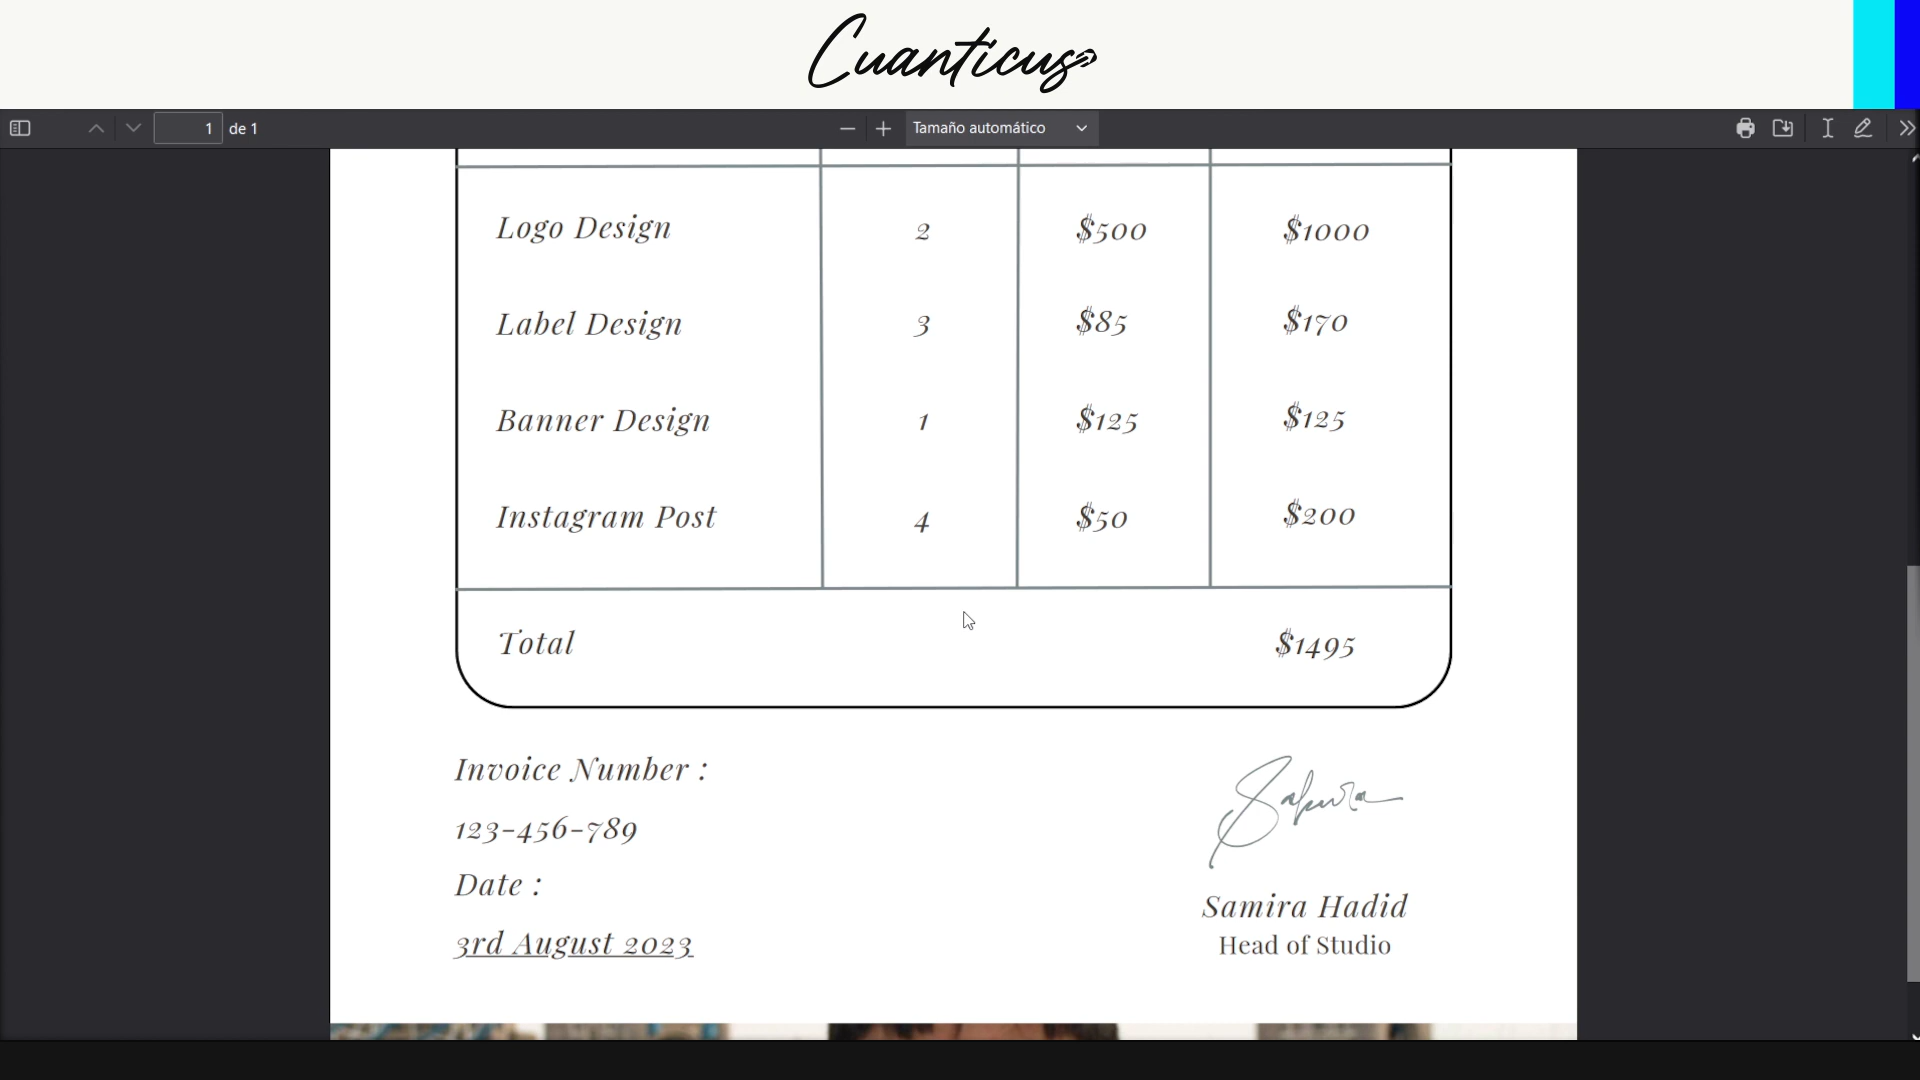 Cuanticus
1 de 1 Tamaño automático
Logo Design 2 $500 $1000
Label Design 3 $85 $170
Banner Design 1 $125 $125
Instagram Post 4 $50 $200
Total $1495
Invoice Number :
123-456-789
Date :
3rd August 2023
Samira Hadid
Head of Studio